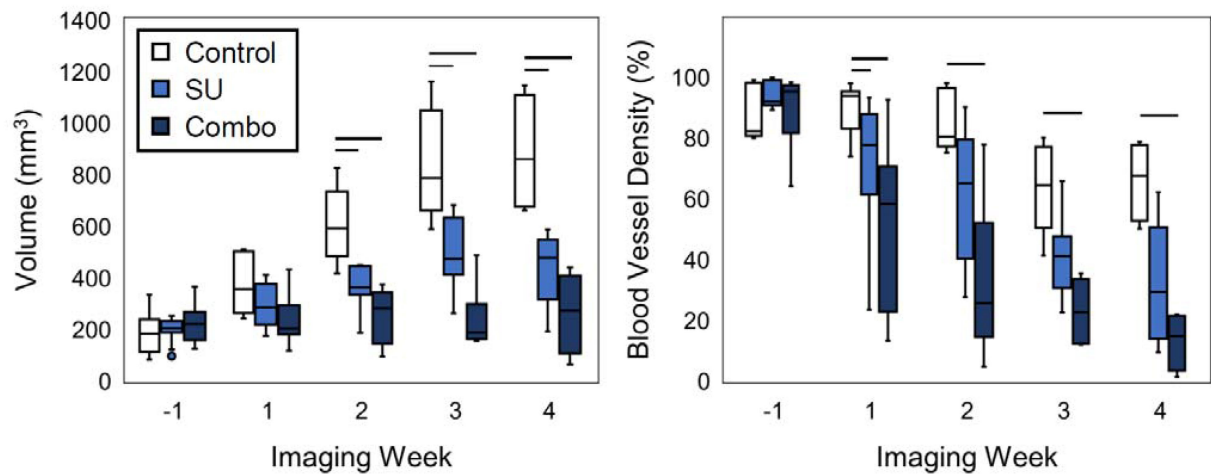 1400
1200
1000
800
600
400
200
0
Volume (mm³)
Control
SU
Combo
-1 1 2 3 4
Imaging Week
100
80
60
40
20
0
Blood Vessel Density (%)
-1 1 2 3 4
Imaging Week